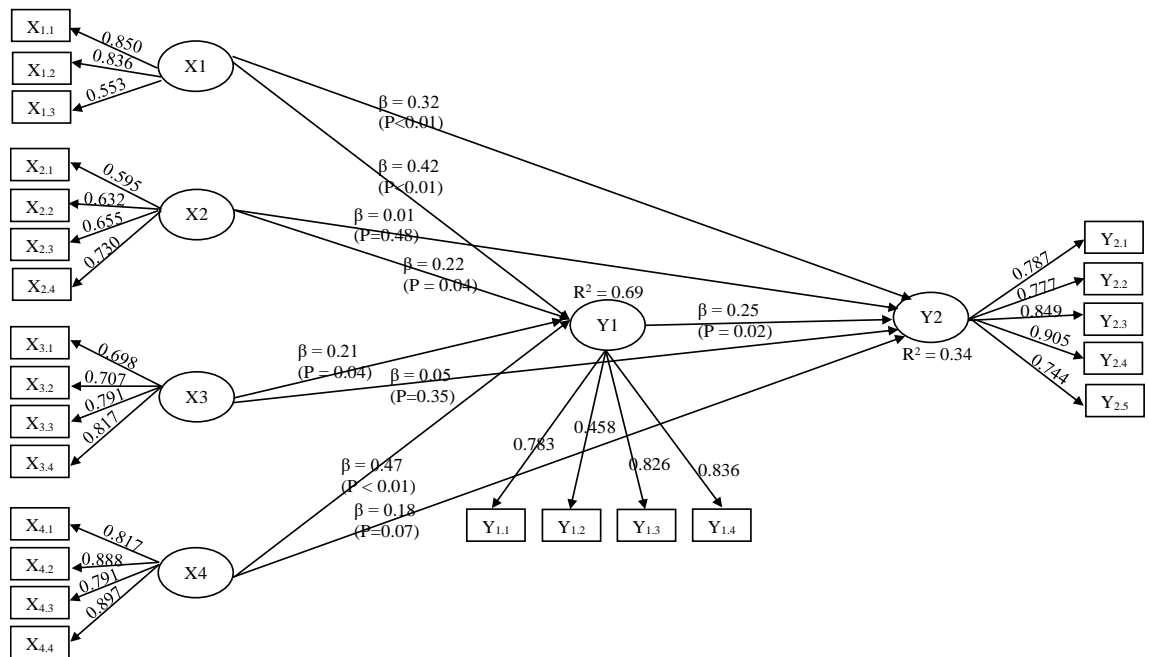 X1.1
0.850
X1.2
0.836
X1.3
0.553
X1
β = 0.32
(P<0.01)
β = 0.42
(P<0.01)
X2.1
0.595
X2.2
0.632
X2.3
0.655
X2.4
0.730
X2
β = 0.01
(P=0.48)
β = 0.22
(P = 0.04)
X3.1
0.698
X3.2
0.707
X3.3
0.791
X3.4
0.817
X3
β = 0.21
(P = 0.04)
β = 0.05
(P=0.35)
X4.1
0.817
X4.2
0.888
X4.3
0.791
X4.4
0.897
X4
β = 0.47
(P < 0.01)
β = 0.18
(P=0.07)
R² = 0.69
Y1
β = 0.25
(P = 0.02)
0.783
0.458
0.826
0.836
Y1.1
Y1.2
Y1.3
Y1.4
Y2
R² = 0.34
0.787
Y2.1
0.777
Y2.2
0.849
Y2.3
0.905
Y2.4
0.744
Y2.5